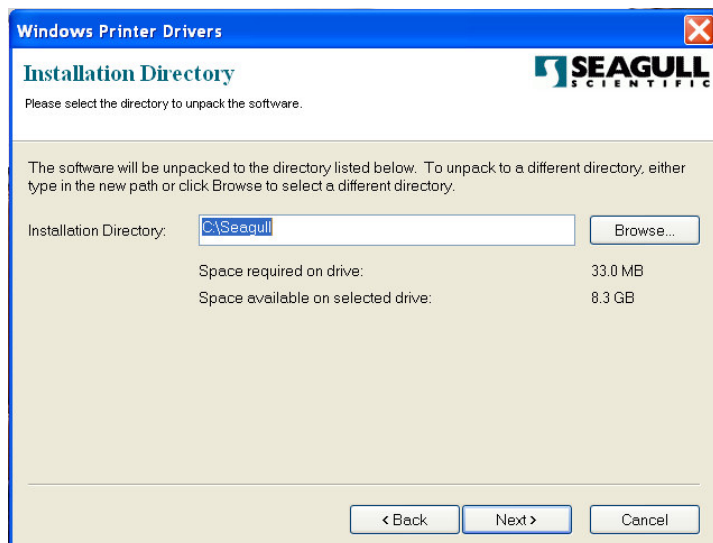 Windows Printer Drivers
Installation Directory
SEAGULL
SCIENTIFIC
Please select the directory to unpack the software.
The software will be unpacked to the directory listed below. To unpack to a different directory, either
type in the new path or click Browse to select a different directory.
Installation Directory: C:\Seagull Browse...
Space required on drive: 33.0 MB
Space available on selected drive: 8.3 GB
< Back Next > Cancel